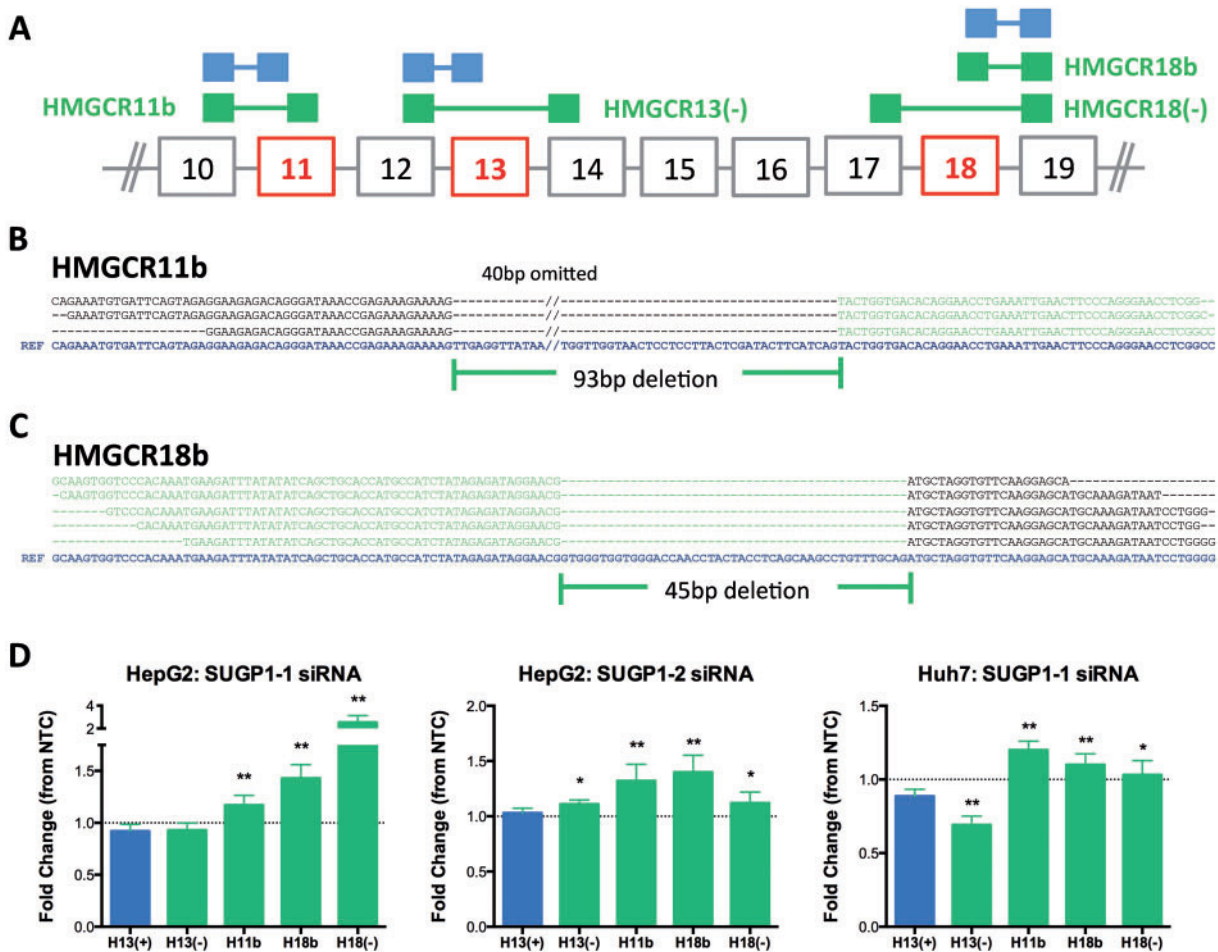 A
HMGCR11b
HMGCR13(-)
HMGCR18b
HMGCR18(-)
10 11 12 13 14 15 16 17 18 19
B
HMGCR11b
40bp omitted
CAGAAATGTGATTCAGTAGAGGAAGAGACAGGGATAAACCGAGAAAGAAAAG------------//----------------------------------TACTGGTGACACAGGAACCTGAAATTGAACTTCCCAGGGAACCTCGG--
--GAAATGTGATTCAGTAGAGGAAGAGACAGGGATAAACCGAGAAAGAAAAG------------//----------------------------------TACTGGTGACACAGGAACCTGAAATTGAACTTCCCAGGGAACCTCGGC-
--------------------GGAAGAGACAGGGATAAACCGAGAAAGAAAAG------------//----------------------------------TACTGGTGACACAGGAACCTGAAATTGAACTTCCCAGGGAACCTCGGCC
REF CAGAAATGTGATTCAGTAGAGGAAGAGACAGGGATAAACCGAGAAAGAAAAGTTGAGGTTATAA//TGGTTGGTAACTCCTCCTTACTCGATACTTCATCAGTACTGGTGACACAGGAACCTGAAATTGAACTTCCCAGGGAACCTCGGCC
93bp deletion
C
HMGCR18b
GCAAGTGGTCCCACAAATGAAGATTTATATATCAGCTGCACCATGCCATCTATAGAGATAGGAACG---------------------------------------------ATGCTAGGTGTTCAAGGAGCA-------------------
-CAAGTGGTCCCACAAATGAAGATTTATATATCAGCTGCACCATGCCATCTATAGAGATAGGAACG---------------------------------------------ATGCTAGGTGTTCAAGGAGCATGCAAAGATAAT-------
-------GTCCCACAAATGAAGATTTATATATCAGCTGCACCATGCCATCTATAGAGATAGGAACG---------------------------------------------ATGCTAGGTGTTCAAGGAGCATGCAAAGATAATCCTGGG-
-----------CACAAATGAAGATTTATATATCAGCTGCACCATGCCATCTATAGAGATAGGAACG---------------------------------------------ATGCTAGGTGTTCAAGGAGCATGCAAAGATAATCCTGG--
-----------------TGAAGATTTATATATCAGCTGCACCATGCCATCTATAGAGATAGGAACG---------------------------------------------ATGCTAGGTGTTCAAGGAGCATGCAAAGATAATCCTGGGG
REF GCAAGTGGTCCCACAAATGAAGATTTATATATCAGCTGCACCATGCCATCTATAGAGATAGGAACGGTGGGTGGTGGGACCAACCTACTACCTCAGCAAGCCTGTTTGCAGATGCTAGGTGTTCAAGGAGCATGCAAAGATAATCCTGGGG
45bp deletion
D
HepG2: SUGP1-1 siRNA
Fold Change (from NTC)
4
2
1.5
1.0
0.5
0.0
** ** **
H13(+) H13(-) H11b H18b H18(-)
HepG2: SUGP1-2 siRNA
Fold Change (from NTC)
2.0
1.5
1.0
0.5
0.0
* ** ** *
H13(+) H13(-) H11b H18b H18(-)
Huh7: SUGP1-1 siRNA
Fold Change (from NTC)
1.5
1.0
0.5
0.0
** ** ** *
H13(+) H13(-) H11b H18b H18(-)